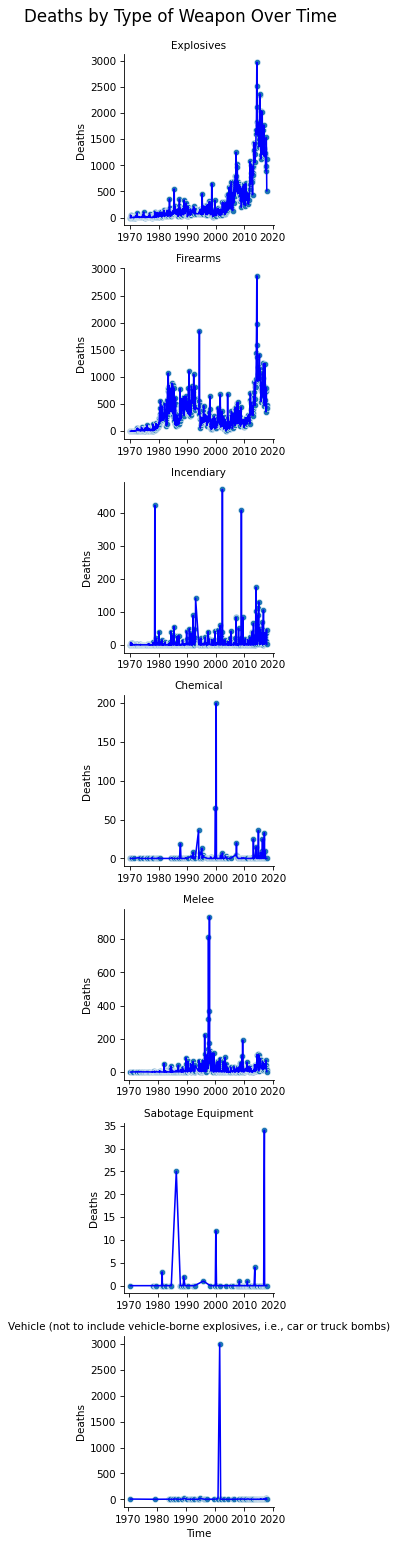 Deaths by Type of Weapon Over Time
Explosives
3000
2500
2000
1500
1000
500
0
Deaths
1970 1980 1990 2000 2010 2020
Firearms
3000
2500
2000
1500
1000
500
0
Deaths
1970 1980 1990 2000 2010 2020
Incendiary
400
300
200
100
0
Deaths
1970 1980 1990 2000 2010 2020
Chemical
200
150
100
50
0
Deaths
1970 1980 1990 2000 2010 2020
Melee
800
600
400
200
0
Deaths
1970 1980 1990 2000 2010 2020
Sabotage Equipment
35
30
25
20
15
10
5
0
Deaths
1970 1980 1990 2000 2010 2020
Vehicle (not to include vehicle-borne explosives, i.e., car or truck bombs)
3000
2500
2000
1500
1000
500
0
Deaths
1970 1980 1990 2000 2010 2020
Time